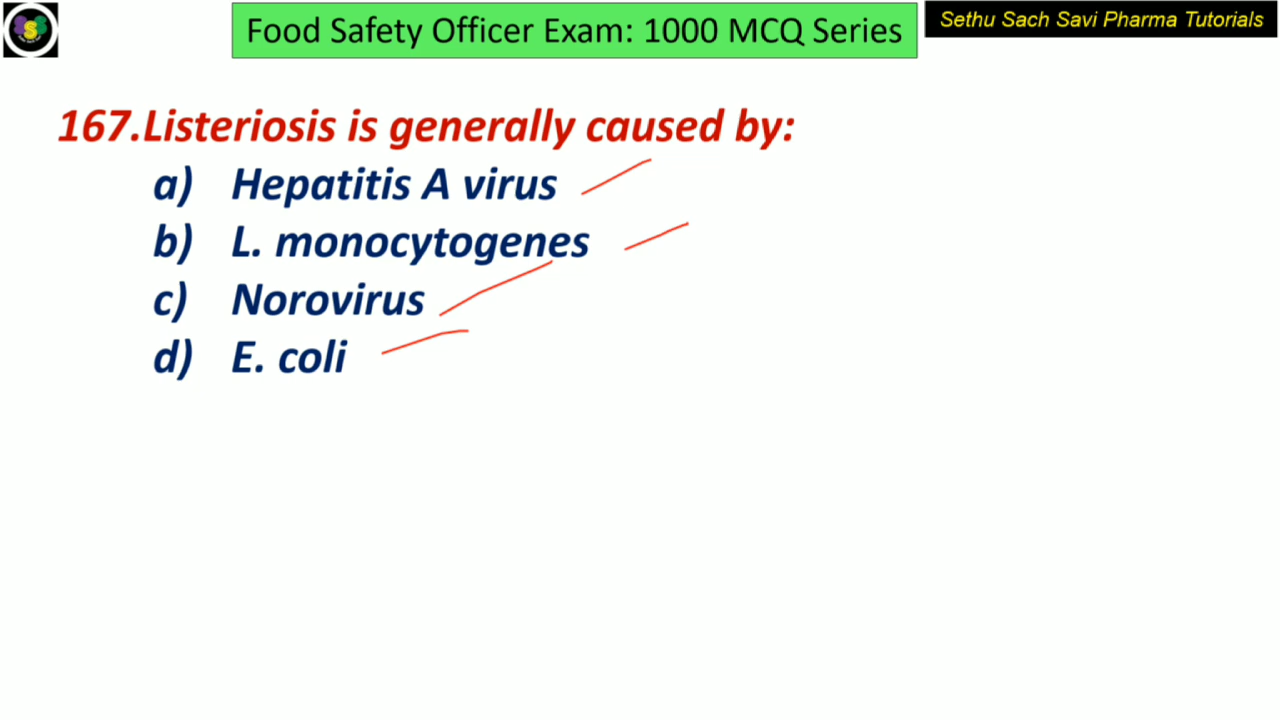 Food Safety Officer Exam: 1000 MCQ Series
Sethu Sach Savi Pharma Tutorials
167.Listeriosis is generally caused by:
a) Hepatitis A virus
b) L. monocytogenes
c) Norovirus
d) E. coli